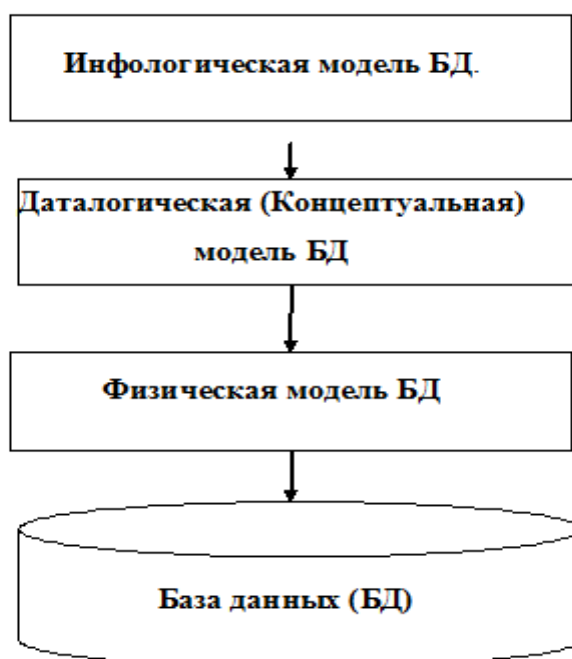 Инфологическая модель БД.
Даталогическая (Концептуальная)
модель БД
Физическая модель БД
База данных (БД)